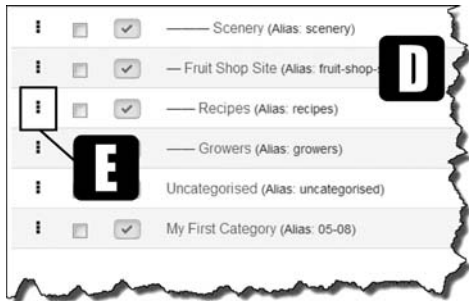 ——— Scenery (Alias: scenery)
— Fruit Shop Site (Alias: fruit-shop-
D
—— Recipes (Alias: recipes)
E
—— Growers (Alias: growers)
Uncategorised (Alias: uncategorised)
My First Category (Alias: 05-08)